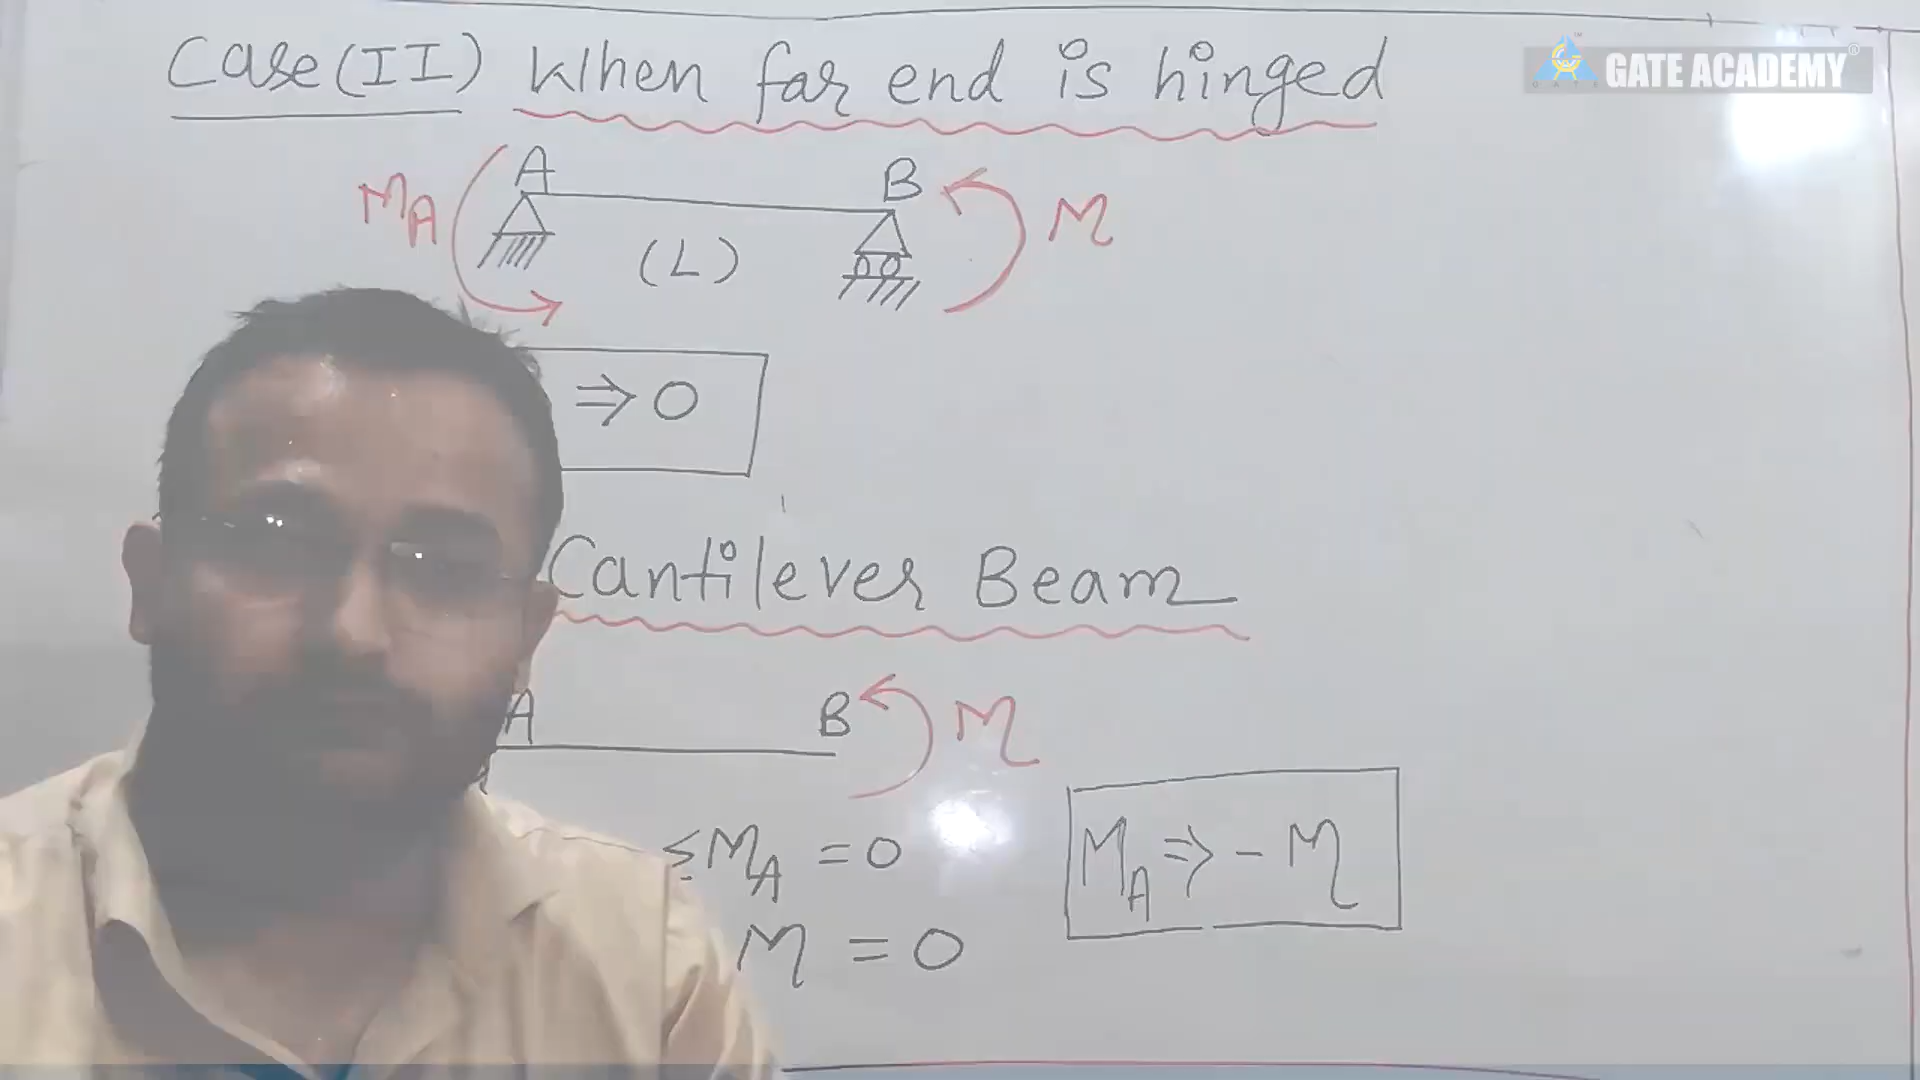 Case (II) When far end is hinged
GATE ACADEMY
A
B
MA
M
(L)
⇒ 0
Cantilever Beam
A
B
M
ΣMA = 0
MA ⇒ - M
M = 0